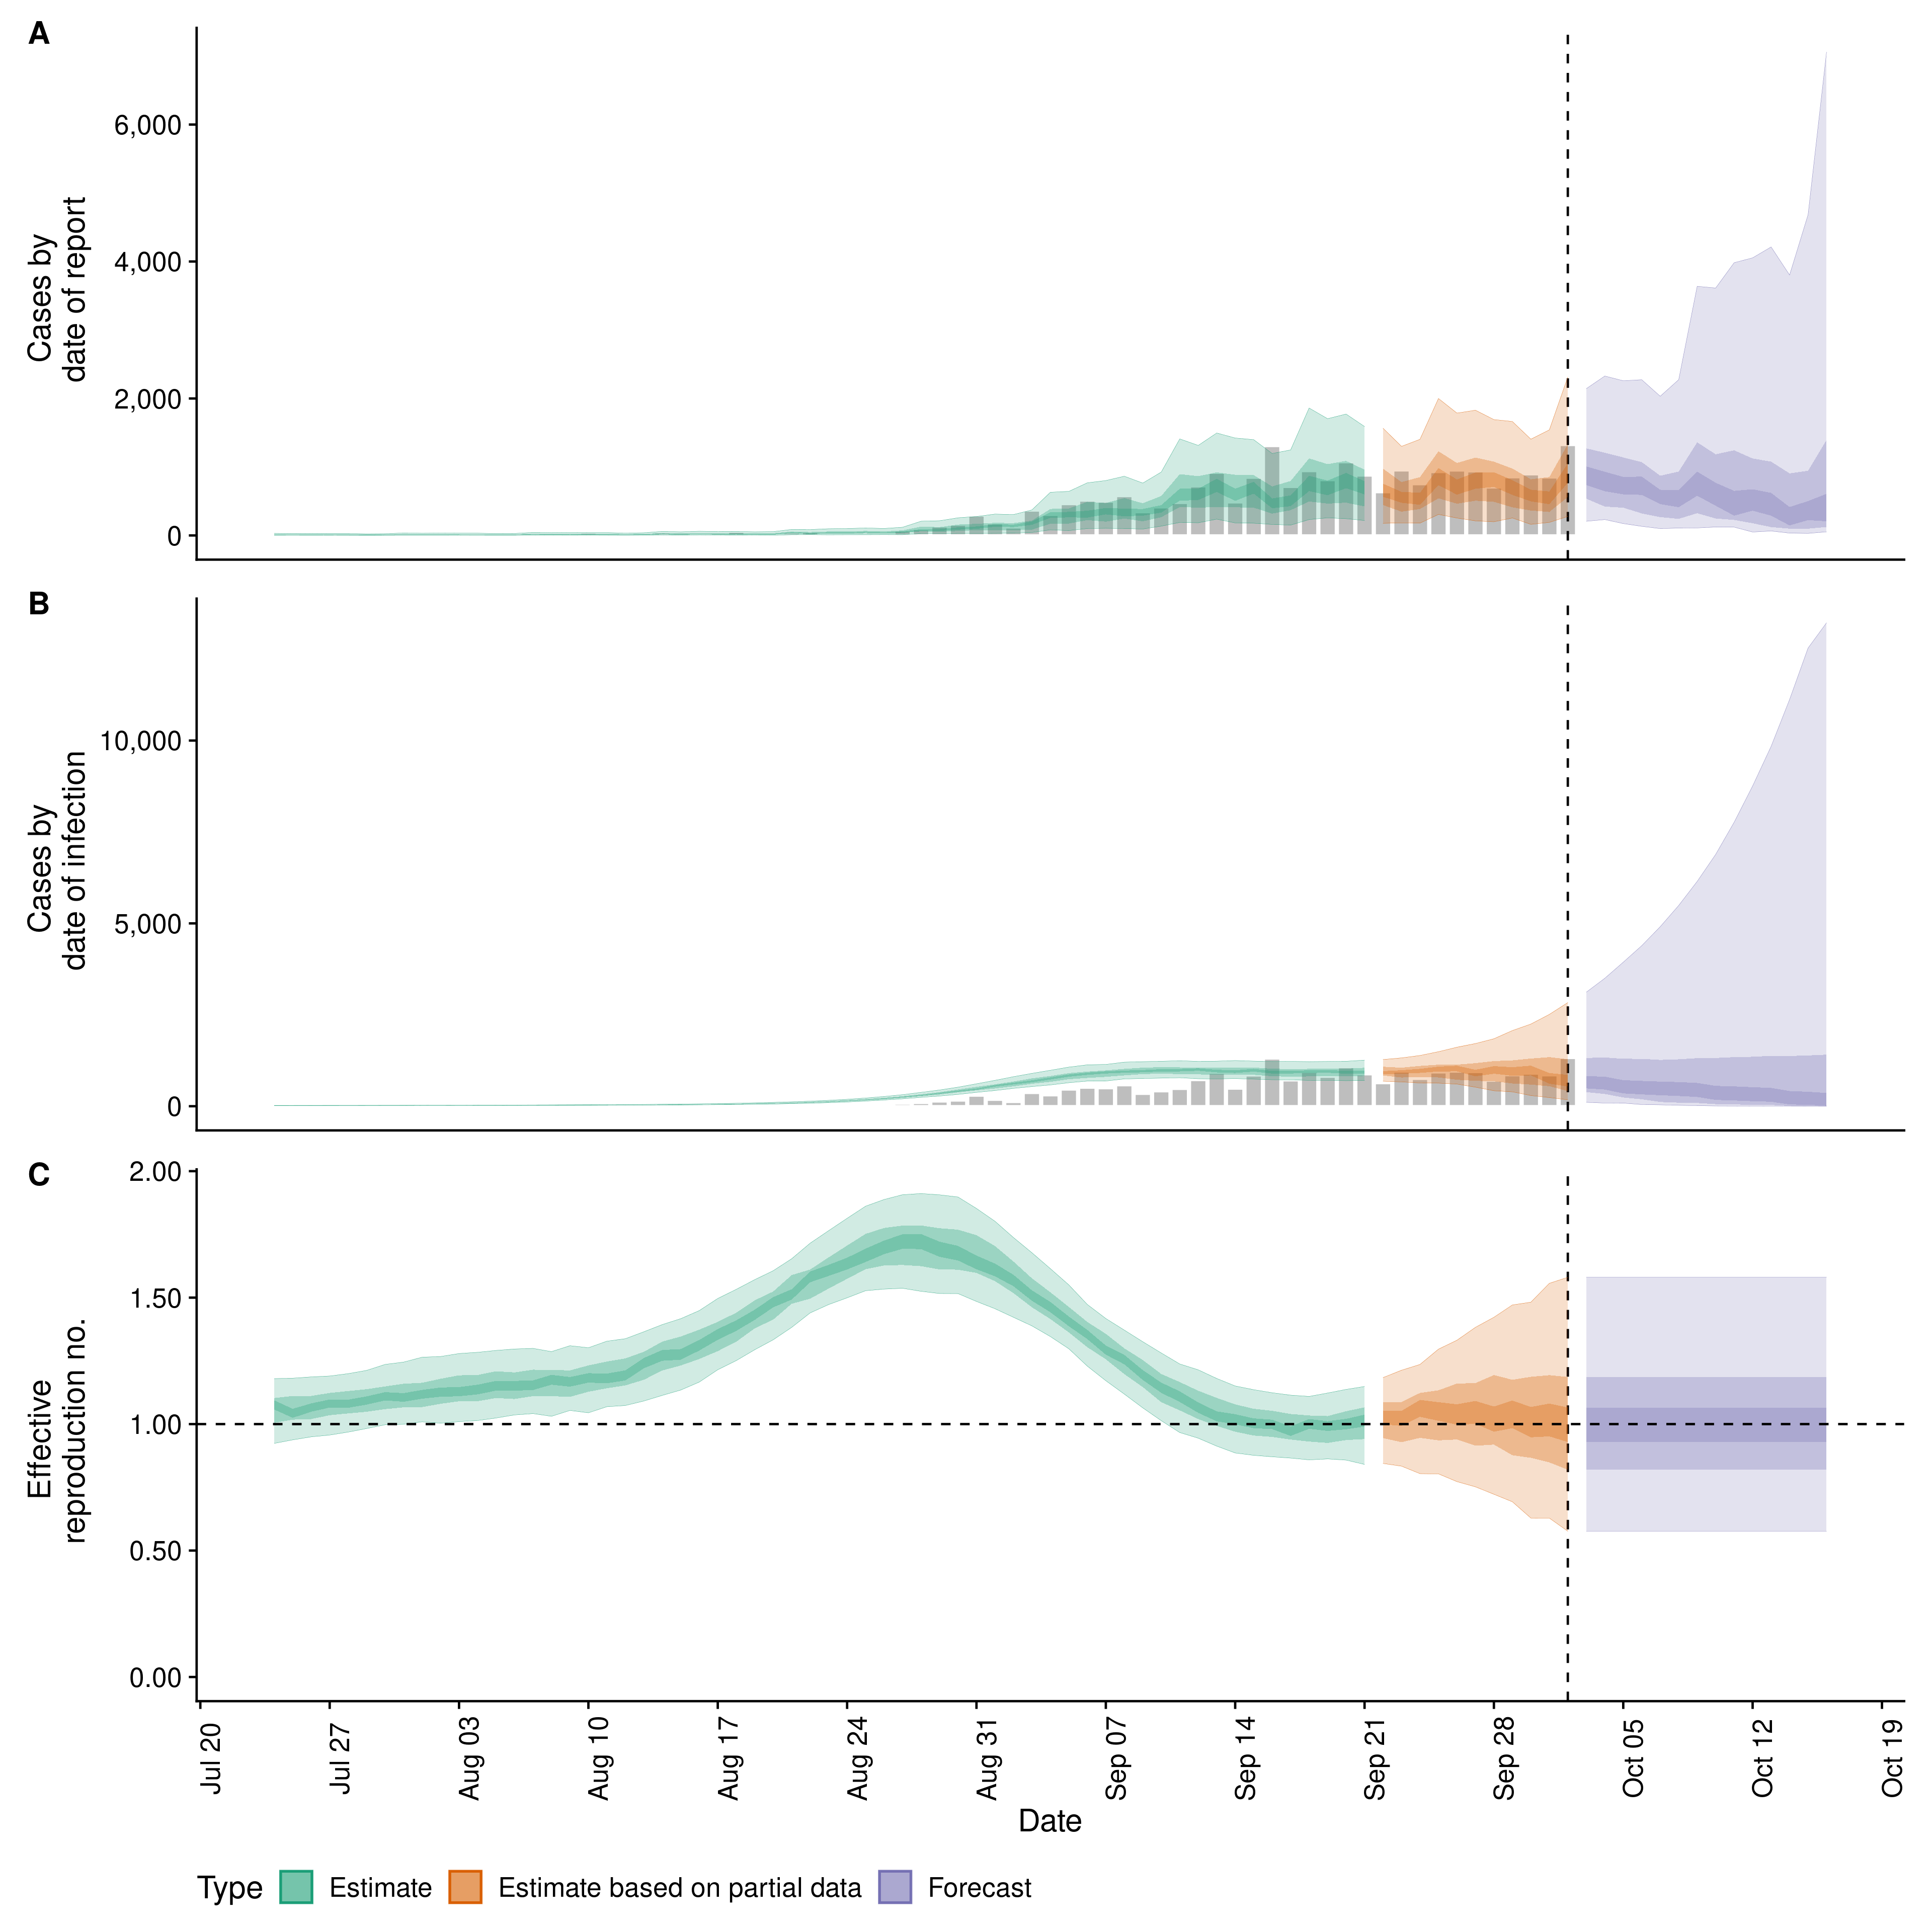 A
Cases by
date of report
6,000
4,000
2,000
0
B
Cases by
date of infection
10,000
5,000
0
C
Effective
reproduction no.
2.00
1.50
1.00
0.50
0.00
Jul 20
Jul 27
Aug 03
Aug 10
Aug 17
Aug 24
Aug 31
Sep 07
Sep 14
Sep 21
Sep 28
Oct 05
Oct 12
Oct 19
Date
Type Estimate Estimate based on partial data Forecast